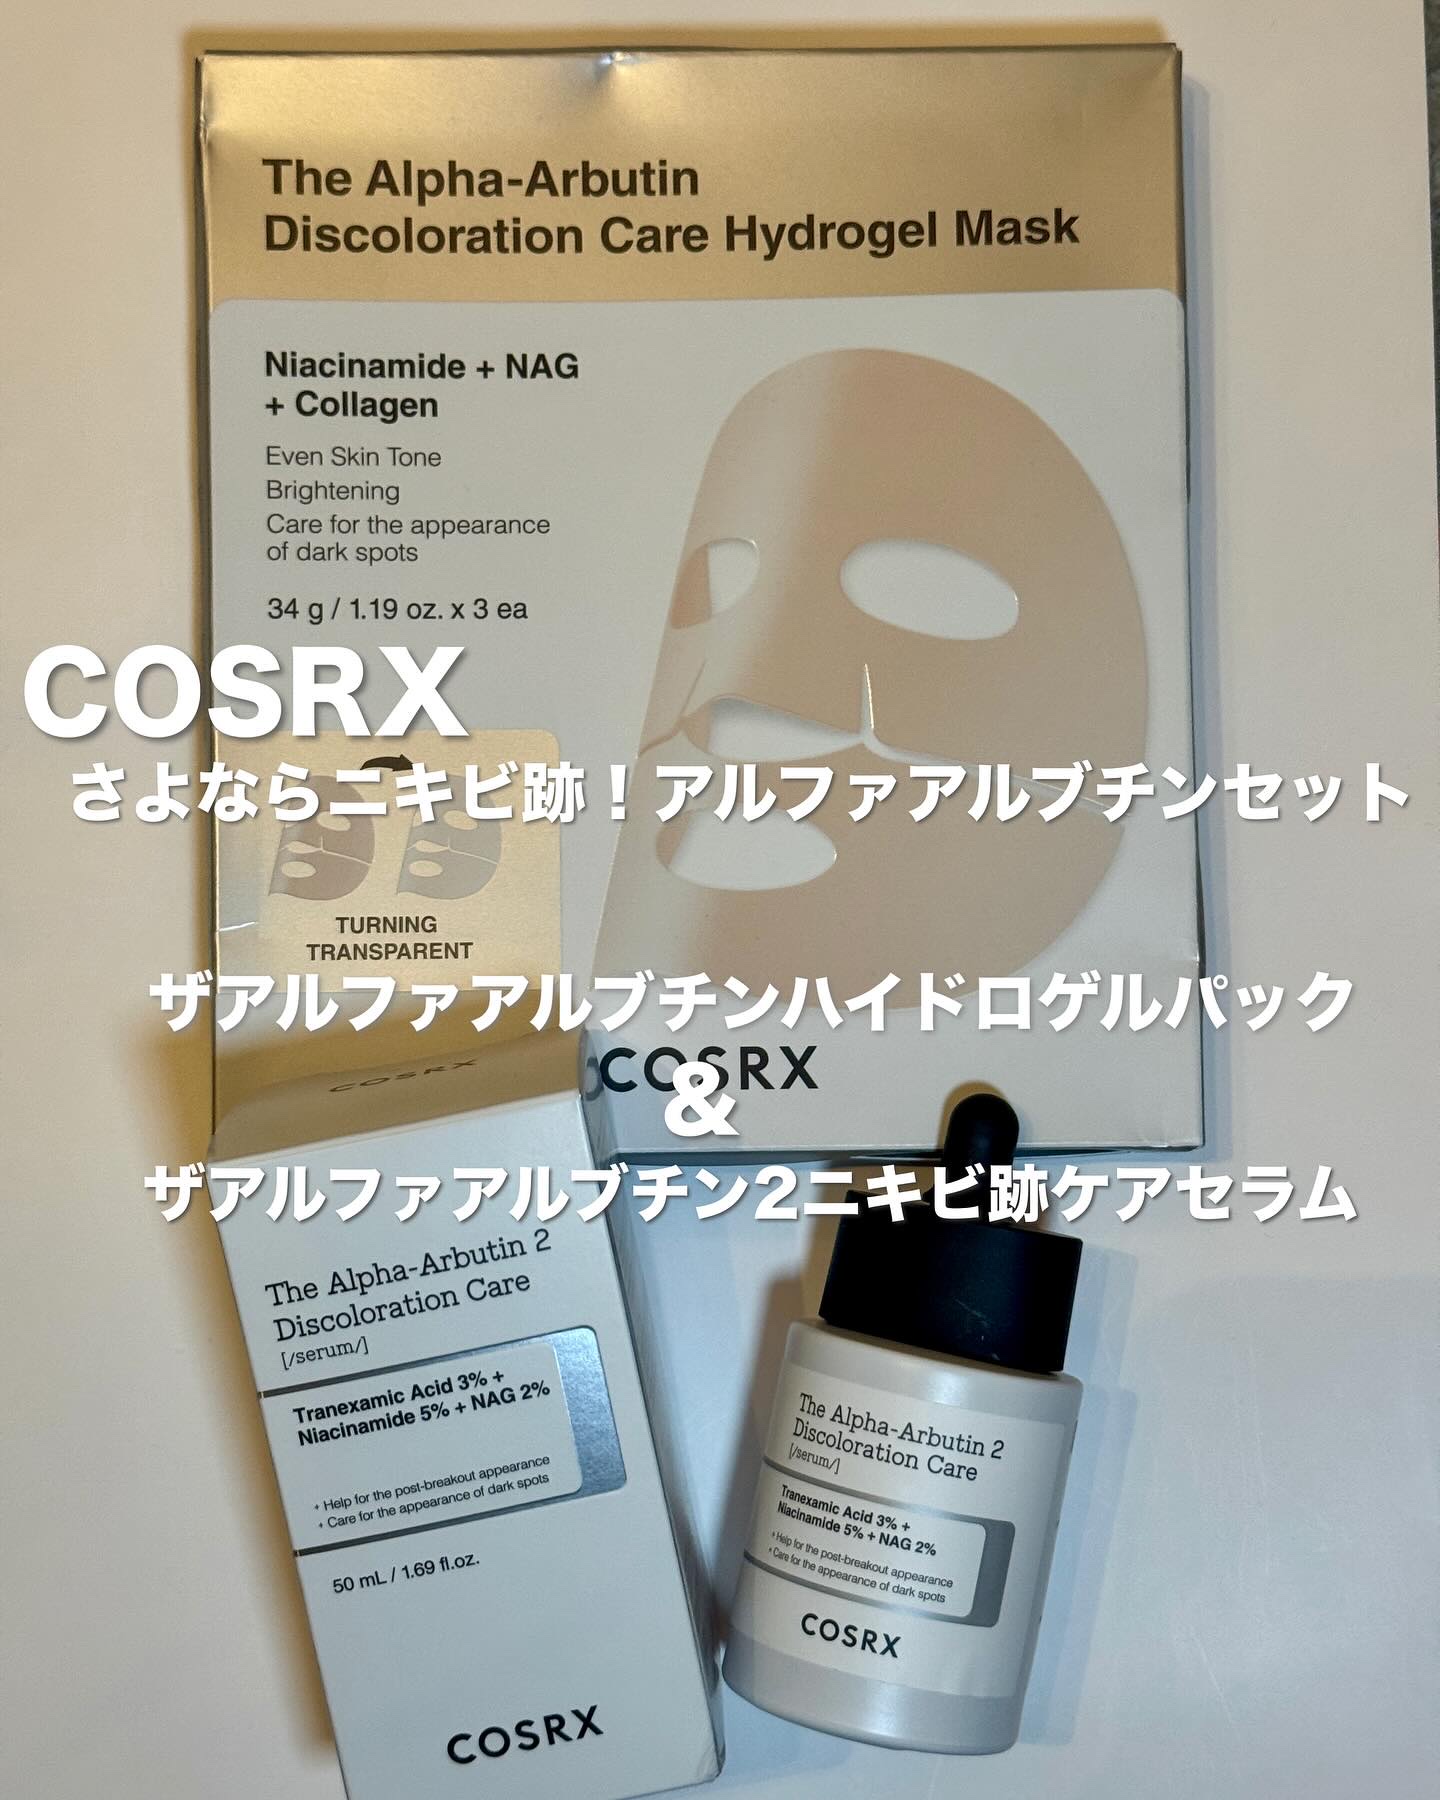 The Alpha-Arbutin
Discoloration Care Hydrogel Mask
Niacinamide + NAG
+ Collagen
Even Skin Tone
Brightening
Care for the appearance
of dark spots
34 g / 1.19 oz. x 3 ea
COSRX
さよならニキビ跡！アルファアルブチンセット
TURNING
TRANSPARENT
ザアルファアルブチンハイドロゲルパック
COSRX
&
ザアルファアルブチン2ニキビ跡ケアセラム
COSRX
The Alpha-Arbutin 2
Discoloration Care
[/serum/]
Tranexamic Acid 3% +
Niacinamide 5% + NAG 2%
+ Help for the post-breakout appearance
+ Care for the appearance of dark spots
50 mL / 1.69 fl.oz.
COSRX
The Alpha-Arbutin 2
Discoloration Care
[/serum/]
Tranexamic Acid 3% +
Niacinamide 5% + NAG 2%
+ Help for the post-breakout appearance
+ Care for the appearance of dark spots
COSRX